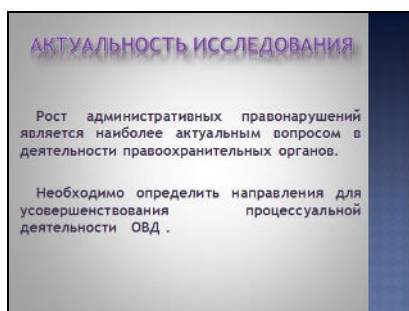 АКТУАЛЬНОСТЬ ИССЛЕДОВАНИЯ
Рост административных правонарушений
является наиболее актуальным вопросом в
деятельности правоохранительных органов.
Необходимо определить направления для
усовершенствования процессуальной
деятельности ОВД .